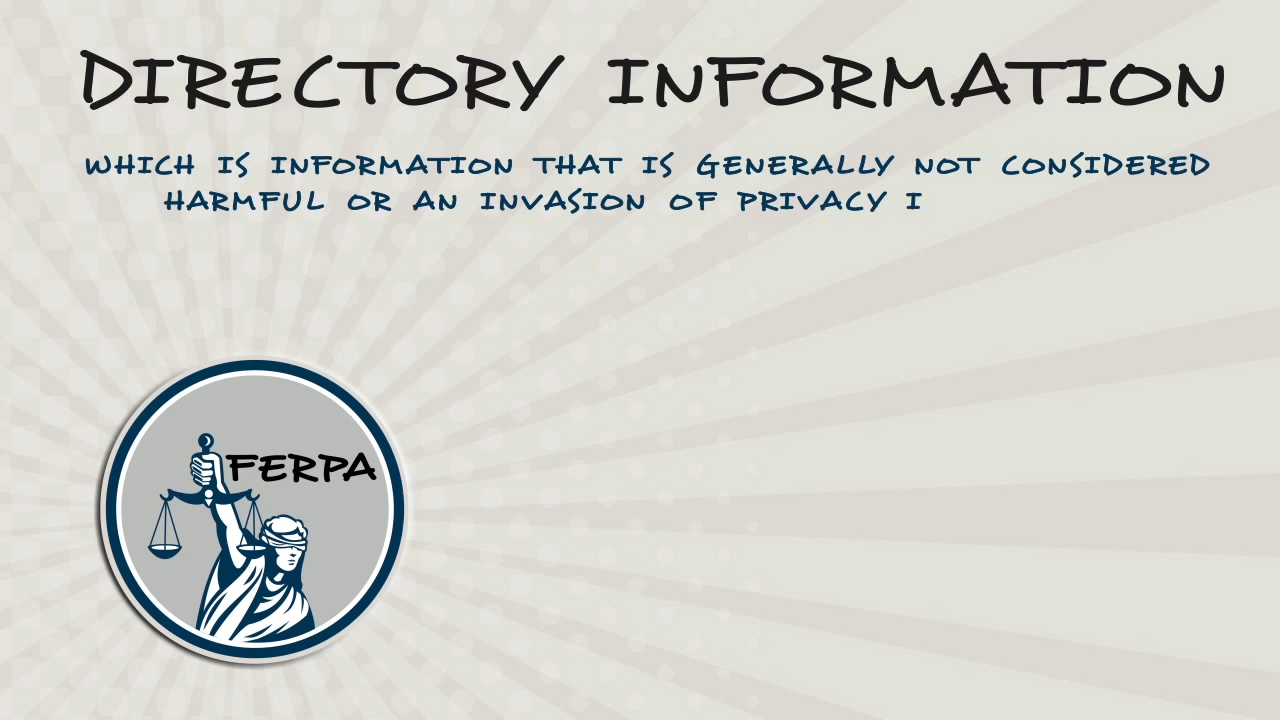 DIRECTORY INFORMATION
WHICH IS INFORMATION THAT IS GENERALLY NOT CONSIDERED
HARMFUL OR AN INVASION OF PRIVACY I
FERPA